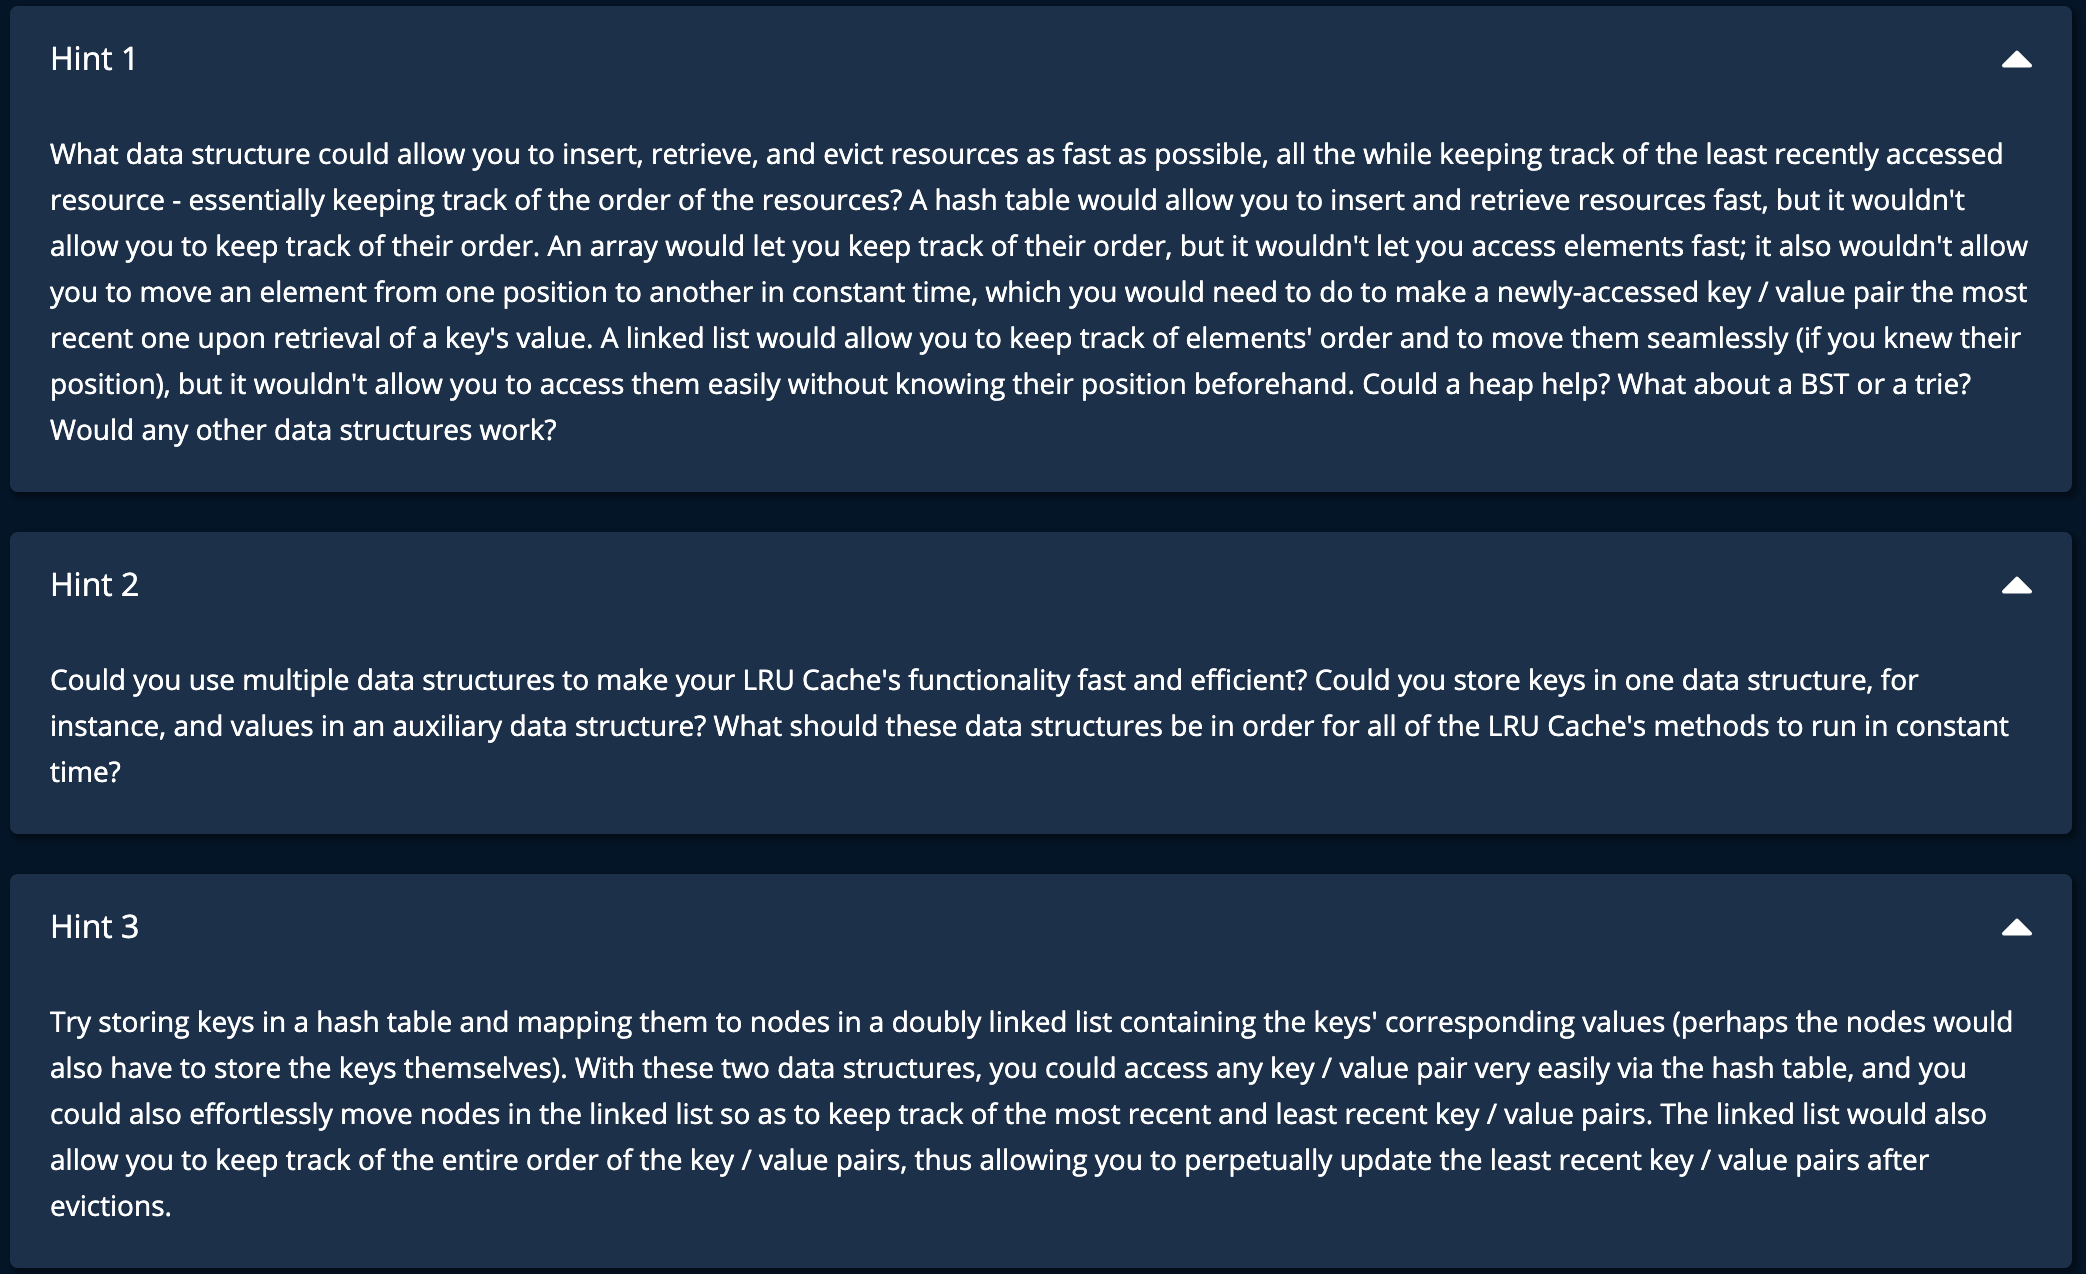 Hint 1
What data structure could allow you to insert, retrieve, and evict resources as fast as possible, all the while keeping track of the least recently accessed
resource - essentially keeping track of the order of the resources? A hash table would allow you to insert and retrieve resources fast, but it wouldn't
allow you to keep track of their order. An array would let you keep track of their order, but it wouldn't let you access elements fast; it also wouldn't allow
you to move an element from one position to another in constant time, which you would need to do to make a newly-accessed key / value pair the most
recent one upon retrieval of a key's value. A linked list would allow you to keep track of elements' order and to move them seamlessly (if you knew their
position), but it wouldn't allow you to access them easily without knowing their position beforehand. Could a heap help? What about a BST or a trie?
Would any other data structures work?
Hint 2
Could you use multiple data structures to make your LRU Cache's functionality fast and efficient? Could you store keys in one data structure, for
instance, and values in an auxiliary data structure? What should these data structures be in order for all of the LRU Cache's methods to run in constant
time?
Hint 3
Try storing keys in a hash table and mapping them to nodes in a doubly linked list containing the keys' corresponding values (perhaps the nodes would
also have to store the keys themselves). With these two data structures, you could access any key / value pair very easily via the hash table, and you
could also effortlessly move nodes in the linked list so as to keep track of the most recent and least recent key / value pairs. The linked list would also
allow you to keep track of the entire order of the key / value pairs, thus allowing you to perpetually update the least recent key / value pairs after
evictions.